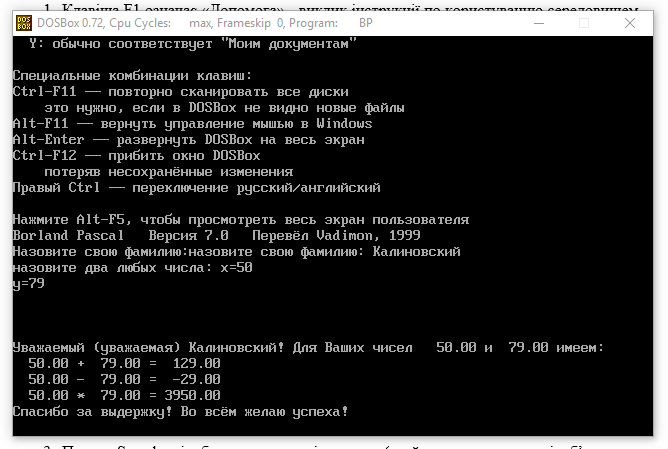 1. Клавіша F1 означає «Допомога» – виклик інструкції по користуванню середовищем
DOSBox 0.72, Cpu Cycles: max, Frameskip 0, Program: BP
Y: обычно соответствует "Моим документам"
Специальные комбинации клавиш:
Ctrl-F11 —— повторно сканировать все диски
это нужно, если в DOSBox не видно новые файлы
Alt-F11 —— вернуть управление мышью в Windows
Alt-Enter —— развернуть DOSBox на весь экран
Ctrl-F12 —— прибить окно DOSBox
потеряв несохранённые изменения
Правый Ctrl —— переключение русский/английский
Нажмите Alt-F5, чтобы просмотреть весь экран пользователя
Borland Pascal Версия 7.0 Перевёл Vadimon, 1999
Назовите свою фамилию:назовите свою фамилию: Калиновский
назовите два любых числа: x=50
y=79
Уважаемый (уважаемая) Калиновский! Для Ваших чисел 50.00 и 79.00 имеем:
50.00 + 79.00 = 129.00
50.00 - 79.00 = -29.00
50.00 * 79.00 = 3950.00
Спасибо за выдержку! Во всём желаю успеха!